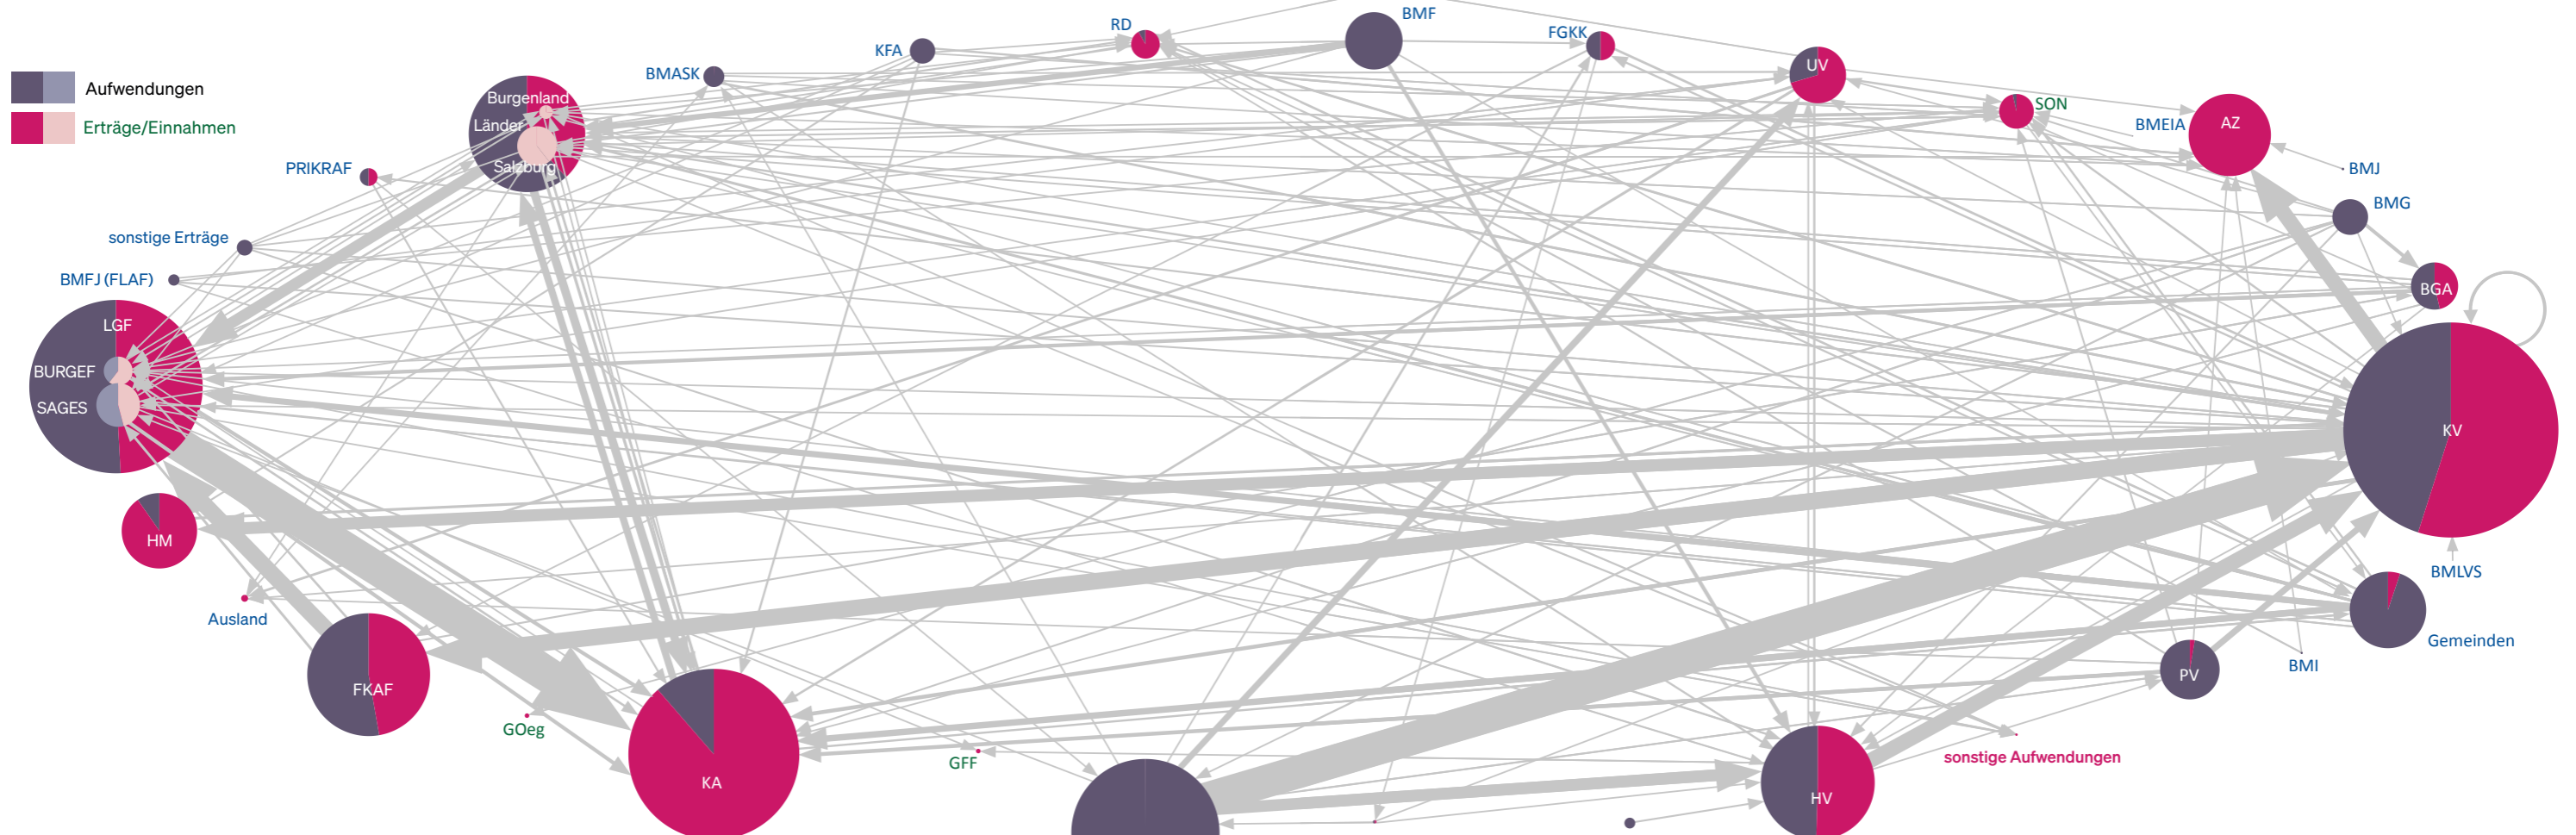 BMF
RD
FGKK
KFA
BMASK
UV
Aufwendungen
Erträge/Einnahmen
Burgenland
Länder
Salzburg
SON
BMEIA
AZ
PRIKRAF
BMJ
BMG
sonstige Erträge
BMFJ (FLAF)
BGA
LGF
BURGEF
SAGES
KV
HM
BMLVS
Ausland
Gemeinden
BMI
PV
FKAF
GOeg
sonstige Aufwendungen
GFF
KA
HV